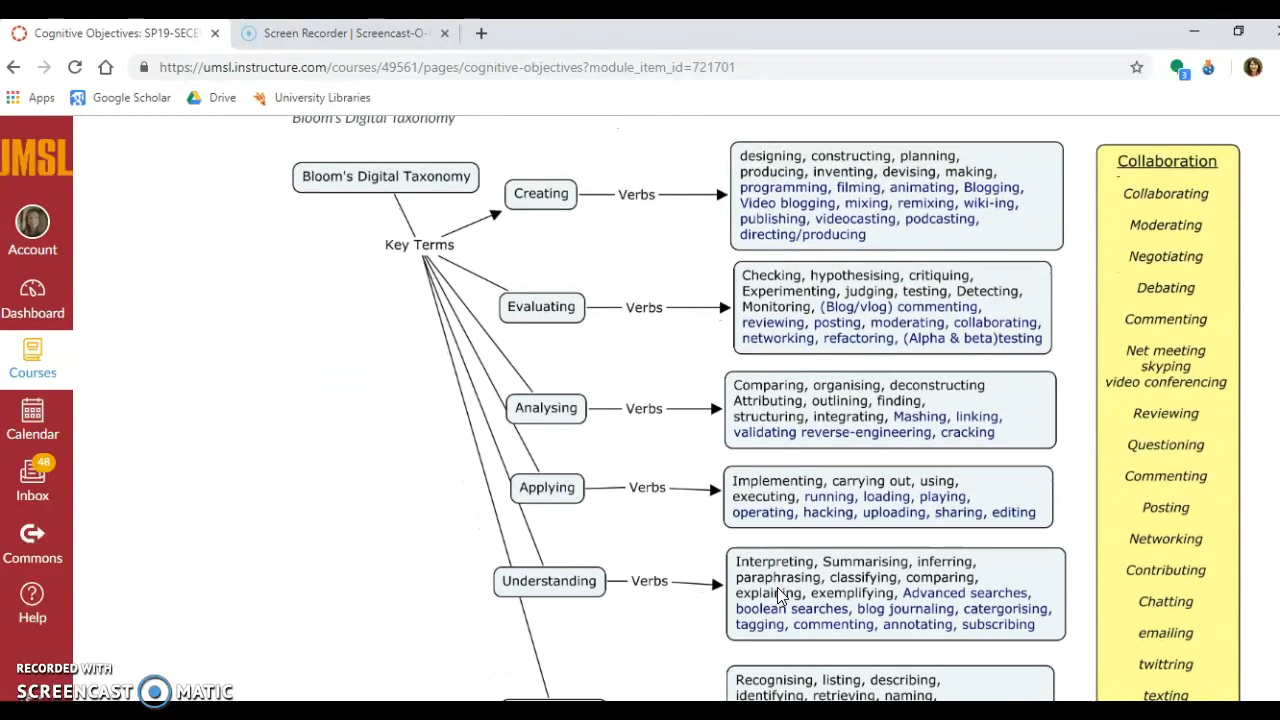 Cognitive Objectives: SP19-SECE
Screen Recorder | Screencast-O-
https://umsl.instructure.com/courses/49561/pages/cognitive-objectives?module_item_id=721701
3
Apps
Google Scholar
Drive
University Libraries
UMSL
Account
Dashboard
Courses
Calendar
48
Inbox
Commons
Help
Bloom's Digital Taxonomy
Bloom's Digital Taxonomy
Key Terms
Creating
Verbs
designing, constructing, planning,
producing, inventing, devising, making,
programming, filming, animating, Blogging,
Video blogging, mixing, remixing, wiki-ing,
publishing, videocasting, podcasting,
directing/producing
Evaluating
Verbs
Checking, hypothesising, critiquing,
Experimenting, judging, testing, Detecting,
Monitoring, (Blog/vlog) commenting,
reviewing, posting, moderating, collaborating,
networking, refactoring, (Alpha & beta)testing
Analysing
Verbs
Comparing, organising, deconstructing
Attributing, outlining, finding,
structuring, integrating, Mashing, linking,
validating reverse-engineering, cracking
Applying
Verbs
Implementing, carrying out, using,
executing, running, loading, playing,
operating, hacking, uploading, sharing, editing
Understanding
Verbs
Interpreting, Summarising, inferring,
paraphrasing, classifying, comparing,
explaining, exemplifying, Advanced searches,
boolean searches, blog journaling, catergorising,
tagging, commenting, annotating, subscribing
Recognising, listing, describing,
identifying, retrieving, naming,
Collaboration
Collaborating
Moderating
Negotiating
Debating
Commenting
Net meeting
skyping
video conferencing
Reviewing
Questioning
Commenting
Posting
Networking
Contributing
Chatting
emailing
twittring
texting
RECORDED WITH
SCREENCAST MATIC